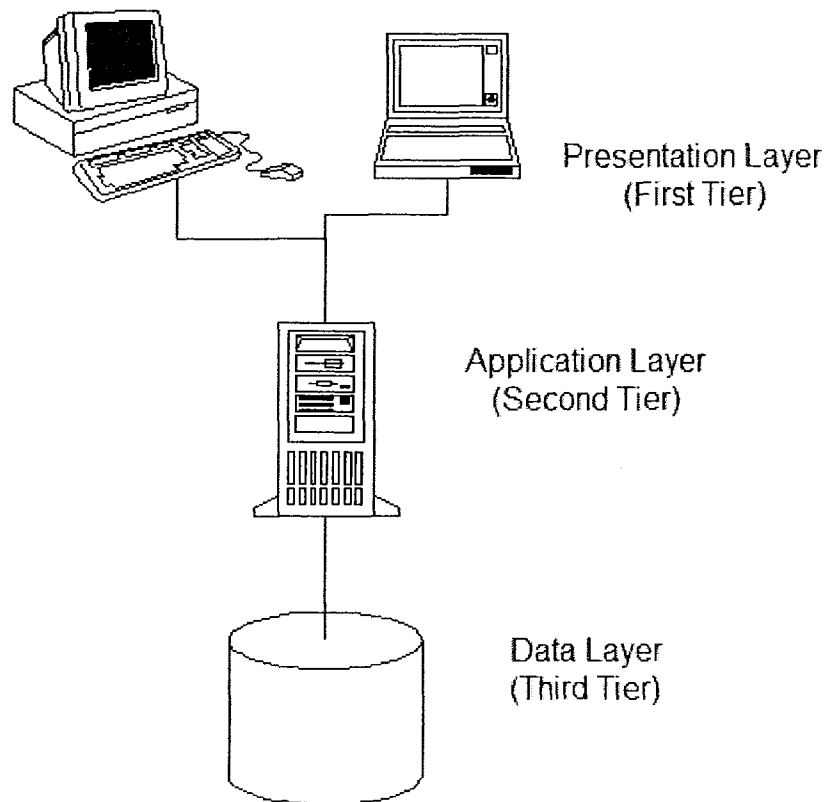 Presentation Layer
(First Tier)
Application Layer
(Second Tier)
Data Layer
(Third Tier)